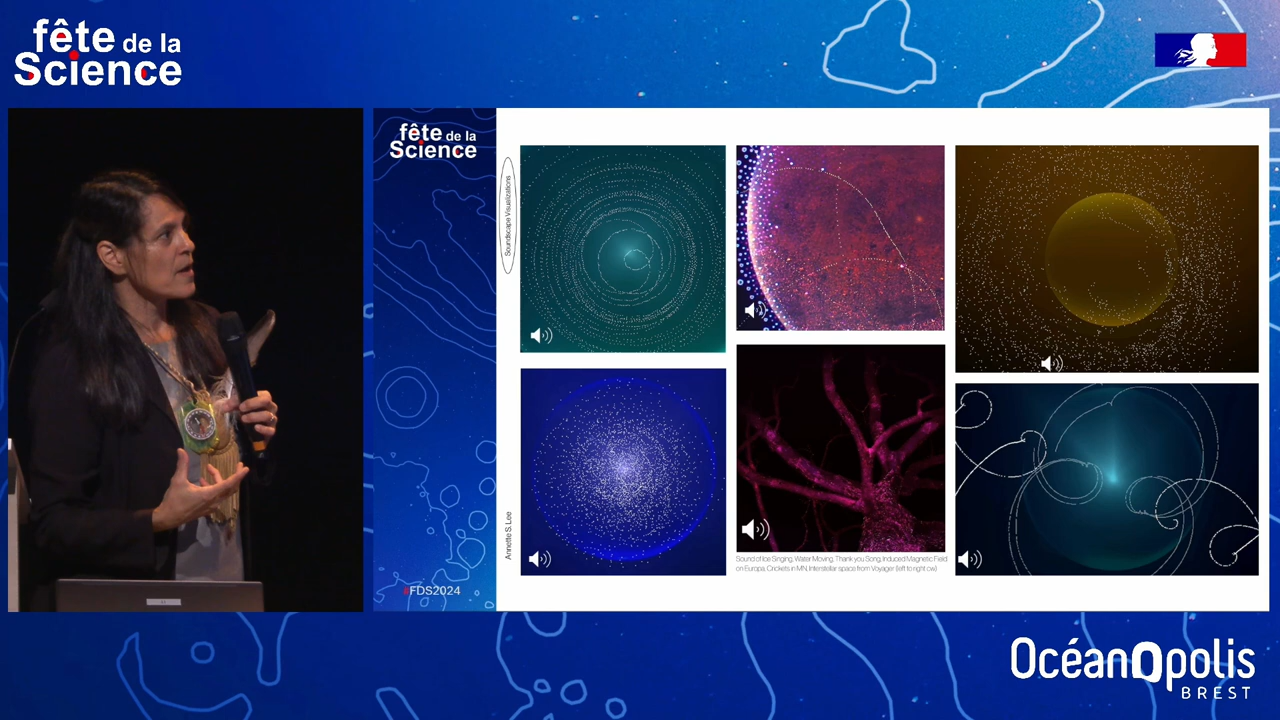 fête de la
Science
fête de la
Science
Soundscape Visualizations
Annette S. Lee
Sound of Ice Singing, Water Moving, Thank you Song, Induced Magnetic Field
on Europa, Crickets in MN, Interstellar space from Voyager (left to right cw)
#FDS2024
OcéanOpolis
BREST